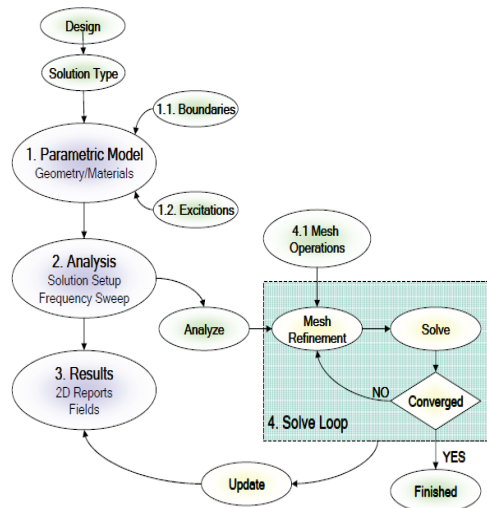 Design
Solution Type
1.1. Boundaries
1. Parametric Model
Geometry/Materials
1.2. Excitations
4.1 Mesh
Operations
2. Analysis
Solution Setup
Frequency Sweep
Analyze
Mesh
Refinement
Solve
3. Results
2D Reports
Fields
NO
Converged
4. Solve Loop
YES
Update
Finished